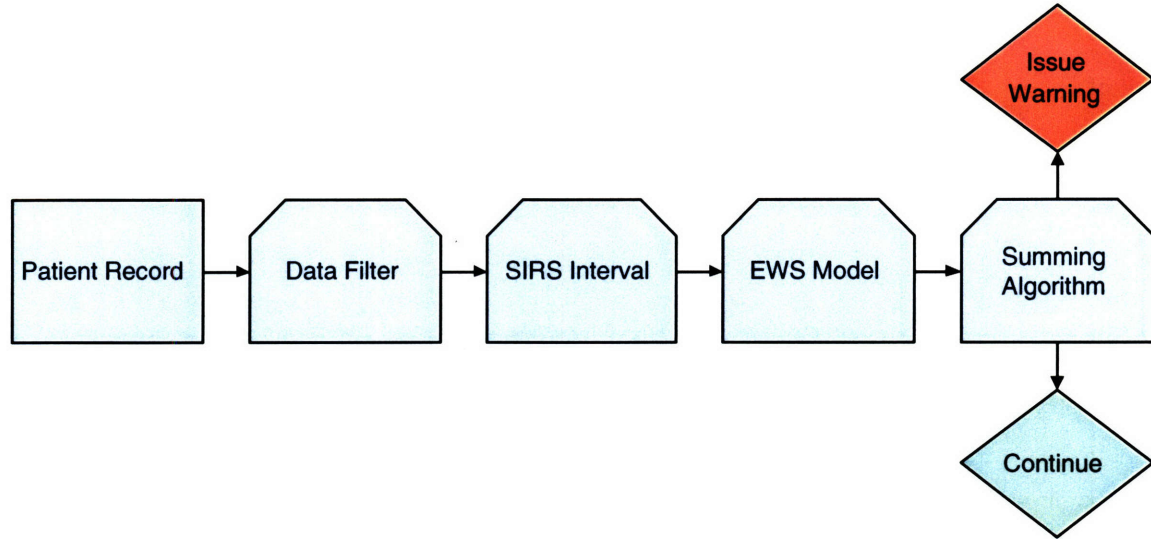 Issue
Warning
Patient Record
Data Filter
SIRS Interval
EWS Model
Summing
Algorithm
Continue